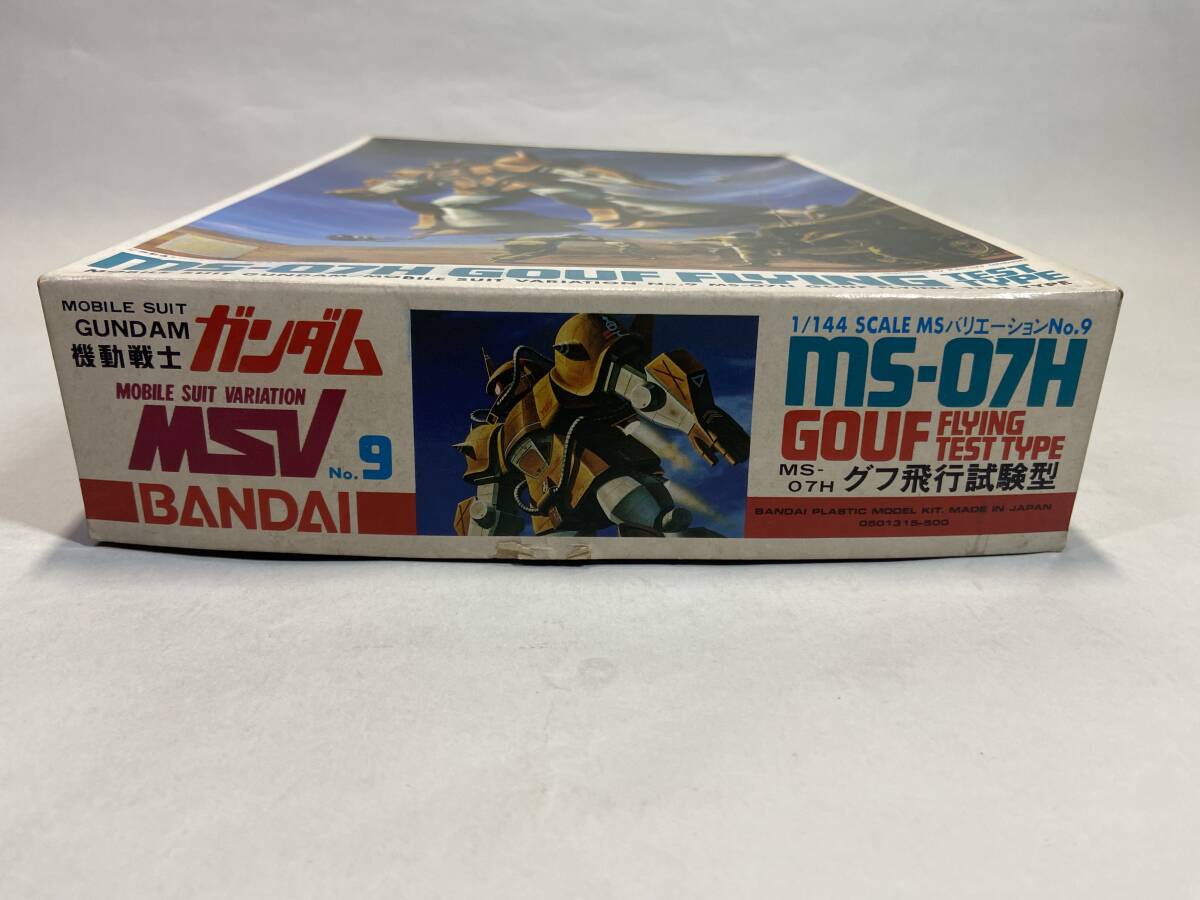 MS-07H GOUF FLYING TEST TYPE
MOBILE SUIT
GUNDAM
機動戦士
ガンダム
MOBILE SUIT VARIATION
MSV No.9
BANDAI
1/144 SCALE MSバリエーションNo.9
MS-07H
GOUF FLYING TEST TYPE
MS-07H グフ飛行試験型
BANDAI PLASTIC MODEL KIT. MADE IN JAPAN
0501315-500